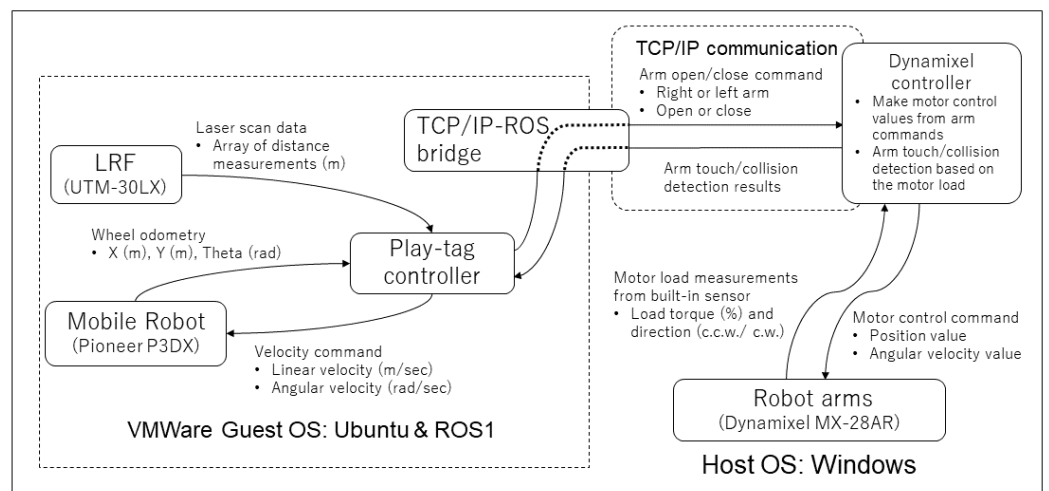 TCP/IP communication
Arm open/close command
• Right or left arm
• Open or close
Dynamixel
controller
• Make motor control
values from arm
commands
• Arm touch/collision
detection based on
the motor load
TCP/IP-ROS
bridge
Arm touch/collision
detection results
Laser scan data
• Array of distance
measurements (m)
LRF
(UTM-30LX)
Wheel odometry
• X (m), Y (m), Theta (rad)
Play-tag
controller
Mobile Robot
(Pioneer P3DX)
Velocity command
• Linear velocity (m/sec)
• Angular velocity (rad/sec)
VMWare Guest OS: Ubuntu & ROS1
Motor load measurements
from built-in sensor
• Load torque (%) and
direction (c.c.w./ c.w.)
Motor control command
• Position value
• Angular velocity value
Robot arms
(Dynamixel MX-28AR)
Host OS: Windows